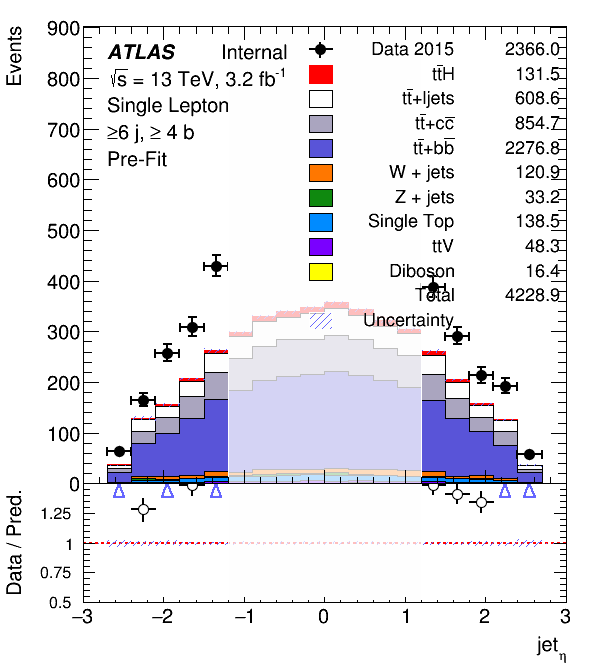 Events
900
800
700
600
500
400
300
200
100
0
ATLAS Internal
√s = 13 TeV, 3.2 fb⁻¹
Single Lepton
≥6 j, ≥ 4 b
Pre-Fit
Data 2015 2366.0
tt̄H 131.5
tt̄+ljets 608.6
tt̄+cc̄ 854.7
tt̄+bb̄ 2276.8
W + jets 120.9
Z + jets 33.2
Single Top 138.5
ttV 48.3
Diboson 16.4
Total 4228.9
Uncertainty
Data / Pred.
1.25
1
0.75
0.5
−3 −2 −1 0 1 2 3
jet_η